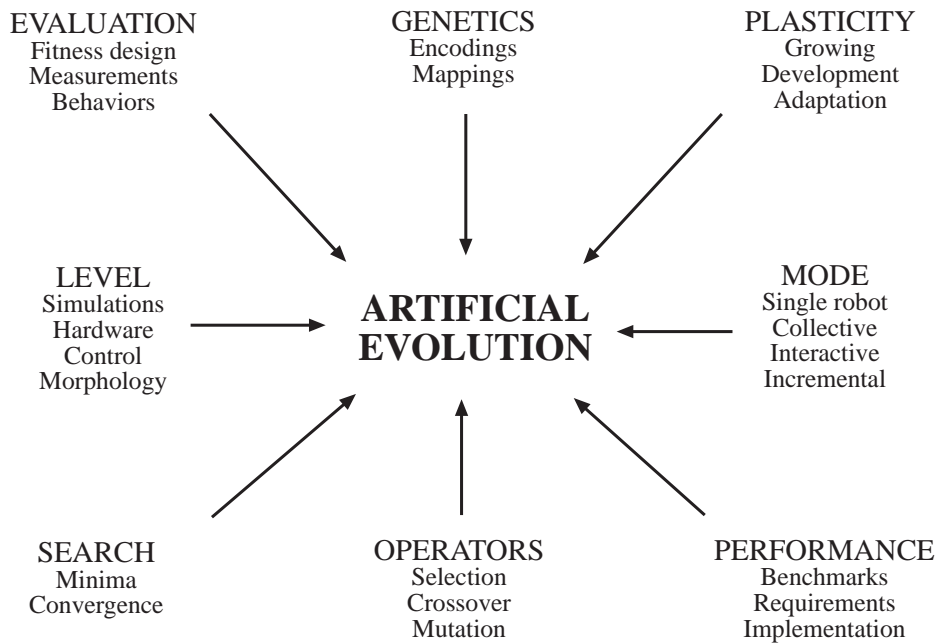 EVALUATION
Fitness design
Measurements
Behaviors
GENETICS
Encodings
Mappings
PLASTICITY
Growing
Development
Adaptation
LEVEL
Simulations
Hardware
Control
Morphology
ARTIFICIAL
EVOLUTION
MODE
Single robot
Collective
Interactive
Incremental
SEARCH
Minima
Convergence
OPERATORS
Selection
Crossover
Mutation
PERFORMANCE
Benchmarks
Requirements
Implementation